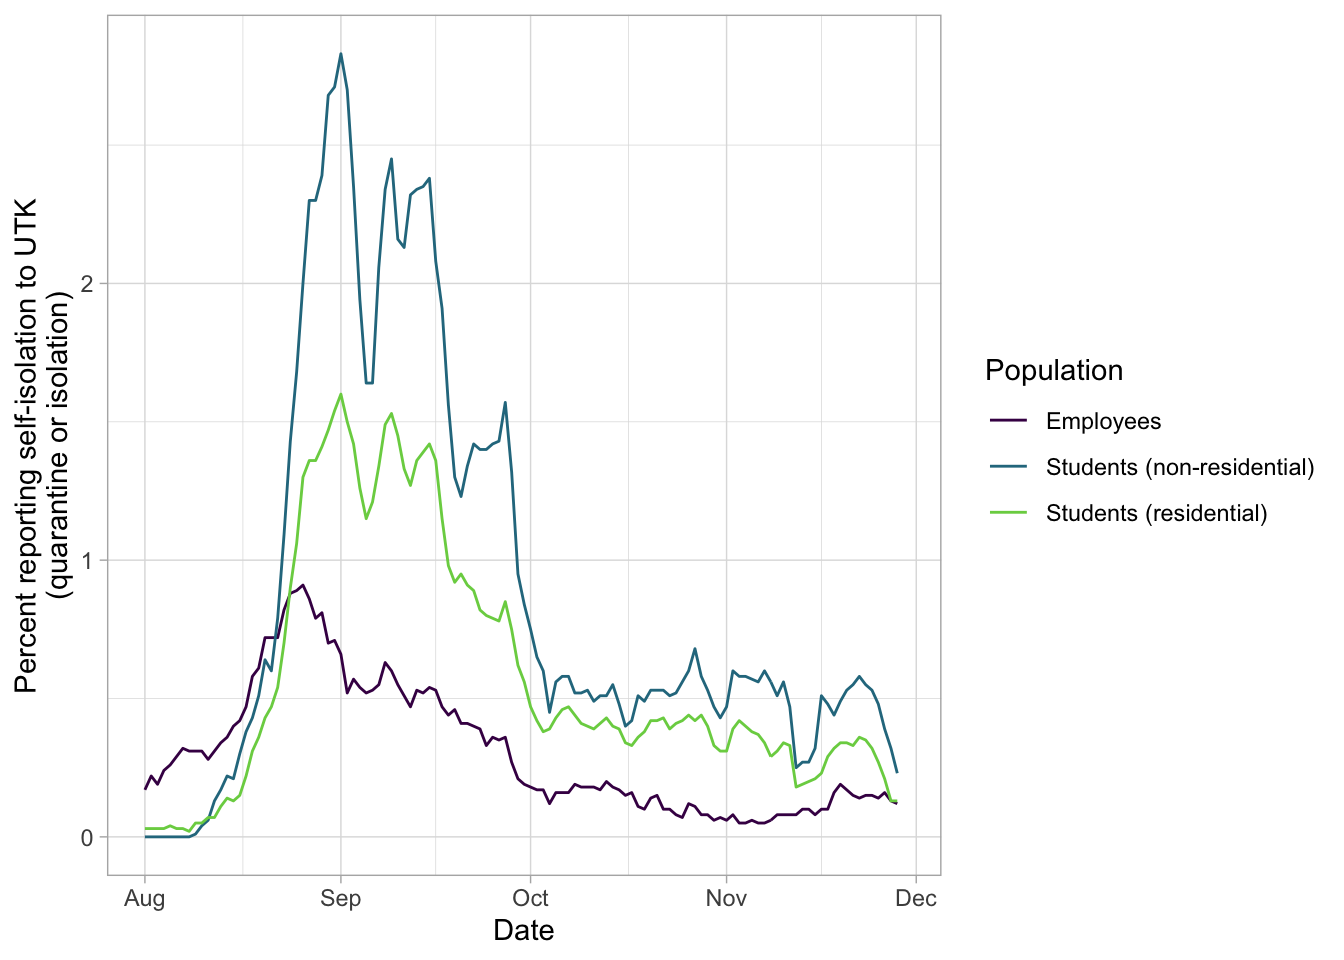 Percent reporting self-isolation to UTK
(quarantine or isolation)
2
1
0
Aug Sep Oct Nov Dec
Date
Population
Employees
Students (non-residential)
Students (residential)